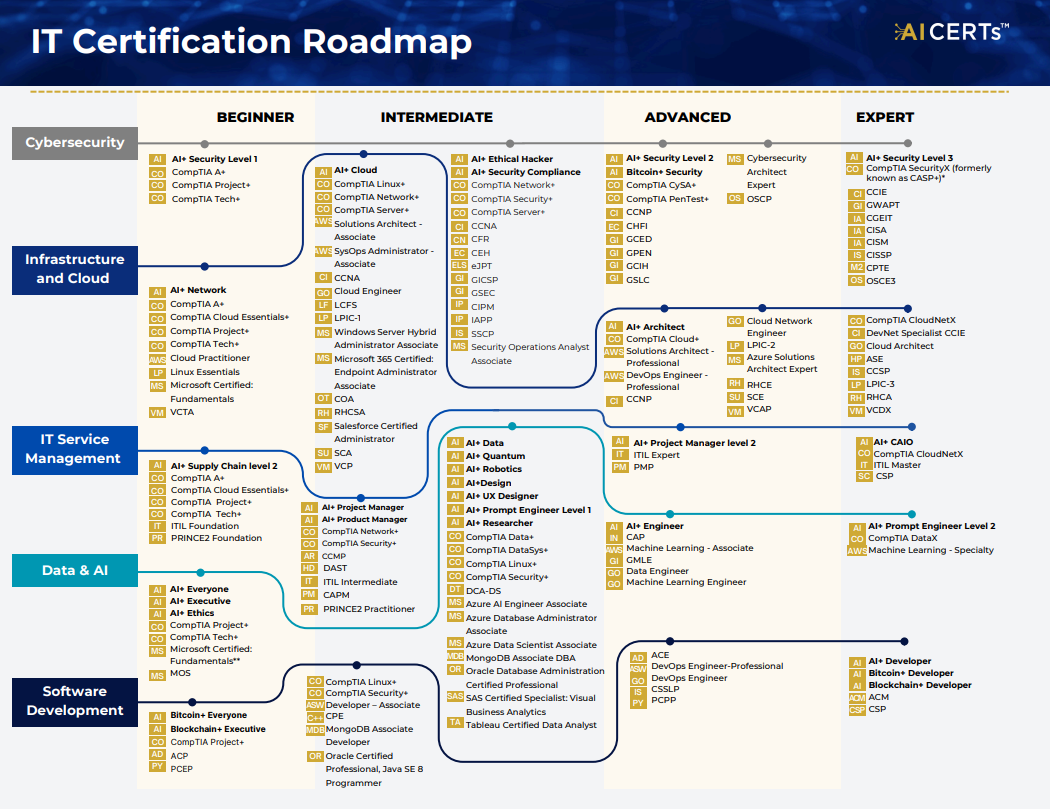 IT Certification Roadmap
AI CERTs™
BEGINNER
INTERMEDIATE
ADVANCED
EXPERT
Cybersecurity
AI AI+ Security Level 1
CO CompTIA A+
CO CompTIA Project+
CO CompTIA Tech+
AI AI+ Ethical Hacker
AI AI+ Security Compliance
CO CompTIA Network+
CO CompTIA Security+
CO CompTIA Server+
CI CCNA
CN CFR
EC CEH
ELS eJPT
GI GICSP
GI GSEC
IP CIPM
IP IAPP
IS SSCP
MS Security Operations Analyst
Associate
AI AI+ Security Level 2
AI Bitcoin+ Security
CO CompTIA CySA+
CO CompTIA PenTest+
CI CCNP
EC CHFI
GI GCED
GI GPEN
GI GCIH
GI GSLC
MS Cybersecurity
Architect
Expert
OS OSCP
AI AI+ Security Level 3
CO CompTIA SecurityX (formerly
known as CASP+)*
CI CCIE
GI GWAPT
IA CGEIT
IA CISA
IA CISM
IS CISSP
M2 CPTE
OS OSCE3
Infrastructure
and Cloud
AI AI+ Network
CO CompTIA A+
CO CompTIA Cloud Essentials+
CO CompTIA Project+
CO CompTIA Tech+
AWS Cloud Practitioner
LP Linux Essentials
MS Microsoft Certified:
Fundamentals
VM VCTA
AI AI+ Cloud
CO CompTIA Linux+
CO CompTIA Network+
CO CompTIA Server+
AWS Solutions Architect -
Associate
AWS SysOps Administrator -
Associate
CI CCNA
GO Cloud Engineer
LF LCFS
LP LPIC-1
MS Windows Server Hybrid
Administrator Associate
MS Microsoft 365 Certified:
Endpoint Administrator
Associate
OT COA
RH RHCSA
SF Salesforce Certified
Administrator
SU SCA
VM VCP
AI AI+ Architect
CO CompTIA Cloud+
AWS Solutions Architect -
Professional
AWS DevOps Engineer -
Professional
CI CCNP
GO Cloud Network
Engineer
LP LPIC-2
MS Azure Solutions
Architect Expert
RH RHCE
SU SCE
VM VCAP
CO CompTIA CloudNetX
CI DevNet Specialist CCIE
GO Cloud Architect
HP ASE
IS CCSP
LP LPIC-3
RH RHCA
VM VCDX
IT Service
Management
AI AI+ Supply Chain level 2
CO CompTIA A+
CO CompTIA Cloud Essentials+
CO CompTIA Project+
CO CompTIA Tech+
IT ITIL Foundation
PR PRINCE2 Foundation
AI AI+ Project Manager
AI AI+ Product Manager
CO CompTIA Network+
CO CompTIA Security+
AR CCMP
HD DAST
IT ITIL Intermediate
PM CAPM
PR PRINCE2 Practitioner
AI AI+ Project Manager level 2
IT ITIL Expert
PM PMP
AI AI+ CAIO
CO CompTIA CloudNetX
IT ITIL Master
SC CSP
Data & AI
AI AI+ Everyone
AI AI+ Executive
AI AI+ Ethics
CO CompTIA Project+
CO CompTIA Tech+
MS Microsoft Certified:
Fundamentals**
MS MOS
AI AI+ Data
AI AI+ Quantum
AI AI+ Robotics
AI AI+Design
AI AI+ UX Designer
AI AI+ Prompt Engineer Level 1
AI AI+ Researcher
CO CompTIA Data+
CO CompTIA DataSys+
CO CompTIA Linux+
CO CompTIA Security+
DT DCA-DS
MS Azure AI Engineer Associate
MS Azure Database Administrator
Associate
MS Azure Data Scientist Associate
MDB MongoDB Associate DBA
OR Oracle Database Administration
Certified Professional
SAS SAS Certified Specialist: Visual
Business Analytics
TA Tableau Certified Data Analyst
AI AI+ Engineer
IN CAP
AWS Machine Learning - Associate
GI GMLE
GO Data Engineer
GO Machine Learning Engineer
AI AI+ Prompt Engineer Level 2
CO CompTIA DataX
AWS Machine Learning - Specialty
Software
Development
AI Bitcoin+ Everyone
AI Blockchain+ Executive
CO CompTIA Project+
AD ACP
PY PCEP
CO CompTIA Linux+
CO CompTIA Security+
ASW Developer – Associate
C++ CPE
MDB MongoDB Associate
Developer
OR Oracle Certified
Professional, Java SE 8
Programmer
AD ACE
ASW DevOps Engineer-Professional
GO DevOps Engineer
IS CSSLP
PY PCPP
AI AI+ Developer
AI Bitcoin+ Developer
AI Blockchain+ Developer
ACM ACM
CSP CSP